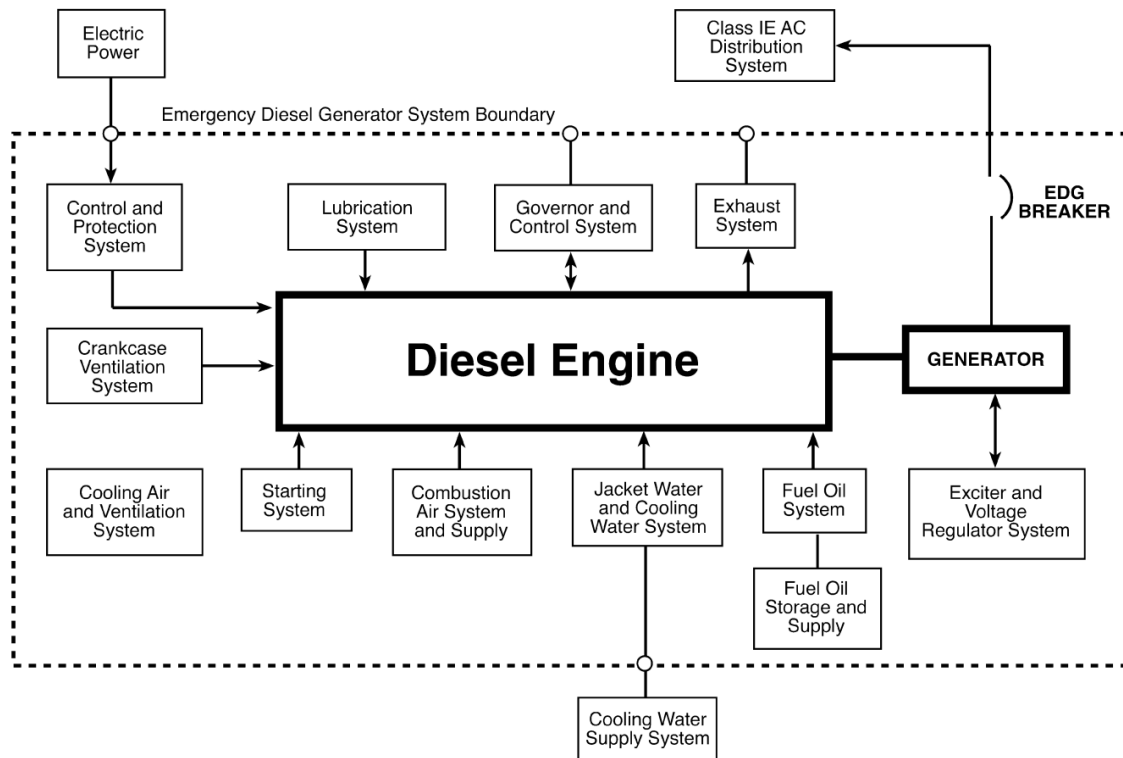 Electric
Power
Class IE AC
Distribution
System
Emergency Diesel Generator System Boundary
Control and
Protection
System
Lubrication
System
Governor and
Control System
Exhaust
System
EDG
BREAKER
Crankcase
Ventilation
System
Diesel Engine
GENERATOR
Cooling Air
and Ventilation
System
Starting
System
Combustion
Air System
and Supply
Jacket Water
and Cooling
Water System
Fuel Oil
System
Exciter and
Voltage
Regulator System
Fuel Oil
Storage and
Supply
Cooling Water
Supply System